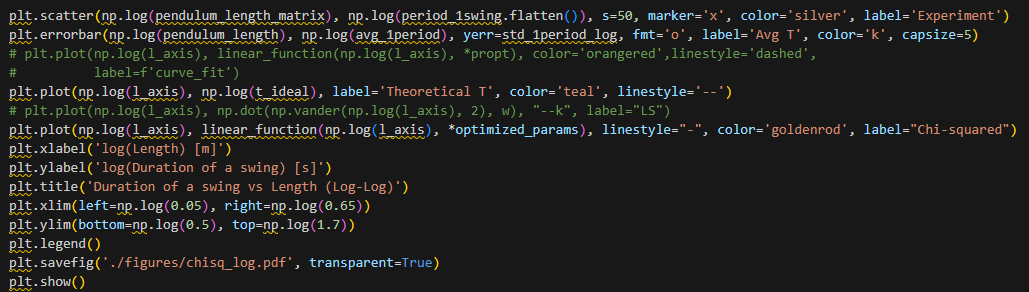 plt.scatter(np.log(pendulum_length_matrix), np.log(period_1swing.flatten()), s=50, marker='x', color='silver', label='Experiment')
plt.errorbar(np.log(pendulum_length), np.log(avg_1period), yerr=std_1period_log, fmt='o', label='Avg T', color='k', capsize=5)
# plt.plot(np.log(l_axis), linear_function(np.log(l_axis), *propt), color='orangered',linestyle='dashed',
#          label=f'curve_fit')
plt.plot(np.log(l_axis), np.log(t_ideal), label='Theoretical T', color='teal', linestyle='--')
# plt.plot(np.log(l_axis), np.dot(np.vander(np.log(l_axis), 2), w), "--k", label="LS")
plt.plot(np.log(l_axis), linear_function(np.log(l_axis), *optimized_params), linestyle="-", color='goldenrod', label="Chi-squared")
plt.xlabel('log(Length) [m]')
plt.ylabel('log(Duration of a swing) [s]')
plt.title('Duration of a swing vs Length (Log-Log)')
plt.xlim(left=np.log(0.05), right=np.log(0.65))
plt.ylim(bottom=np.log(0.5), top=np.log(1.7))
plt.legend()
plt.savefig('./figures/chisq_log.pdf', transparent=True)
plt.show()